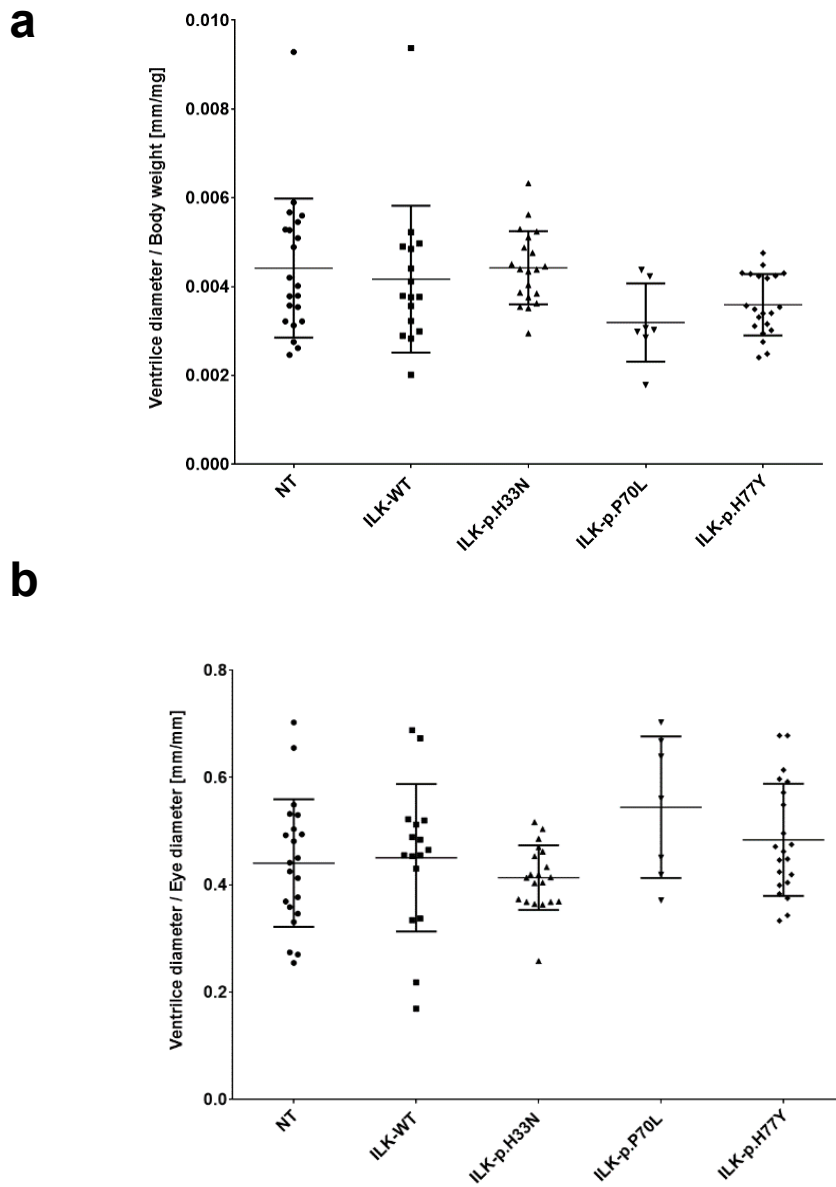 a
Ventrilce diameter / Body weight [mm/mg]
0.010
0.008
0.006
0.004
0.002
0.000
NT
ILK-WT
ILK-p.H33N
ILK-p.P70L
ILK-p.H77Y
b
Ventrilce diameter / Eye diameter [mm/mm]
0.8
0.6
0.4
0.2
0.0
NT
ILK-WT
ILK-p.H33N
ILK-p.P70L
ILK-p.H77Y